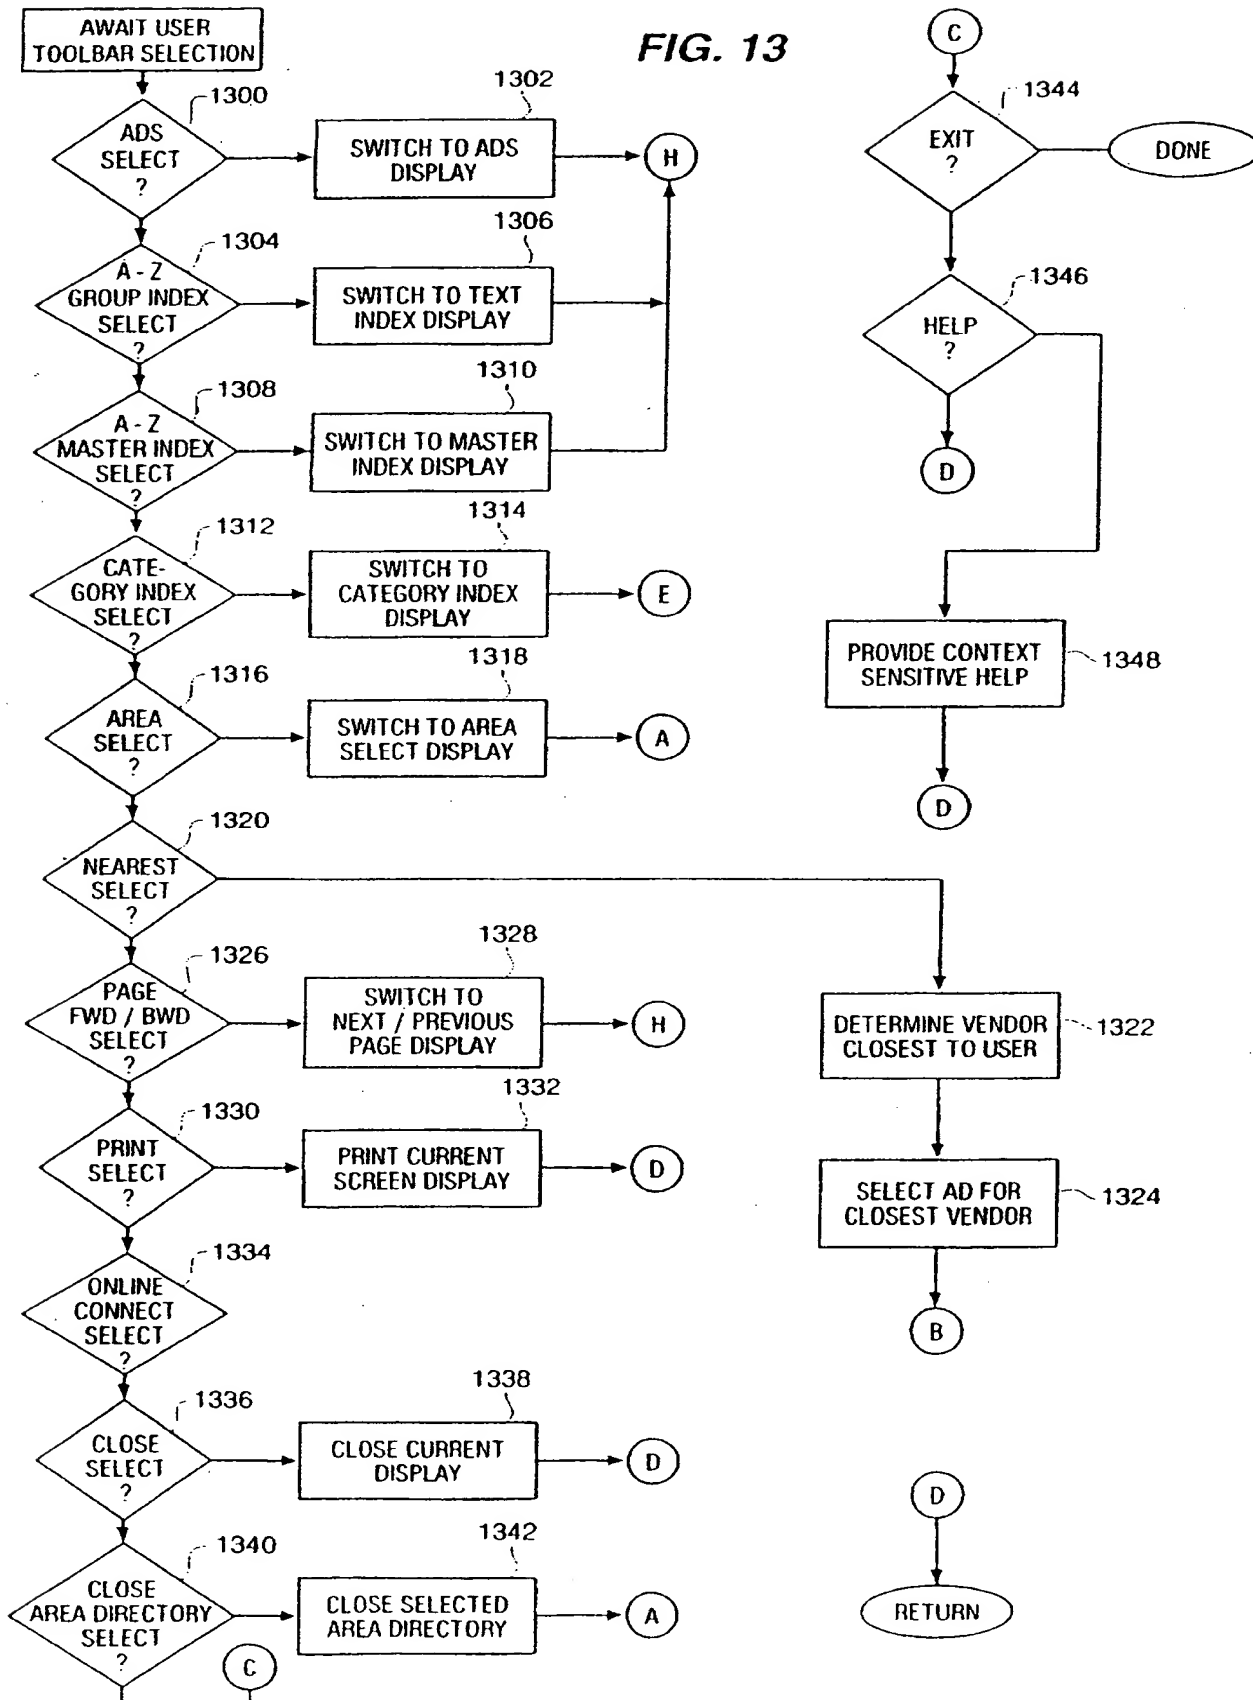 AWAIT USER
TOOLBAR SELECTION
FIG. 13
1300
ADS
SELECT
?
1302
SWITCH TO ADS
DISPLAY
H
1304
A - Z
GROUP INDEX
SELECT
?
1306
SWITCH TO TEXT
INDEX DISPLAY
1308
A - Z
MASTER INDEX
SELECT
?
1310
SWITCH TO MASTER
INDEX DISPLAY
1312
CATE-
GORY INDEX
SELECT
?
1314
SWITCH TO
CATEGORY INDEX
DISPLAY
E
1316
AREA
SELECT
?
1318
SWITCH TO AREA
SELECT DISPLAY
A
1320
NEAREST
SELECT
?
1326
PAGE
FWD / BWD
SELECT
?
1328
SWITCH TO
NEXT / PREVIOUS
PAGE DISPLAY
H
1330
PRINT
SELECT
?
1332
PRINT CURRENT
SCREEN DISPLAY
D
1334
ONLINE
CONNECT
SELECT
?
1336
CLOSE
SELECT
?
1338
CLOSE CURRENT
DISPLAY
D
1340
CLOSE
AREA DIRECTORY
SELECT
?
1342
CLOSE SELECTED
AREA DIRECTORY
A
C
C
1344
EXIT
?
DONE
1346
HELP
?
D
PROVIDE CONTEXT
SENSITIVE HELP
1348
D
DETERMINE VENDOR
CLOSEST TO USER
1322
SELECT AD FOR
CLOSEST VENDOR
1324
B
D
RETURN